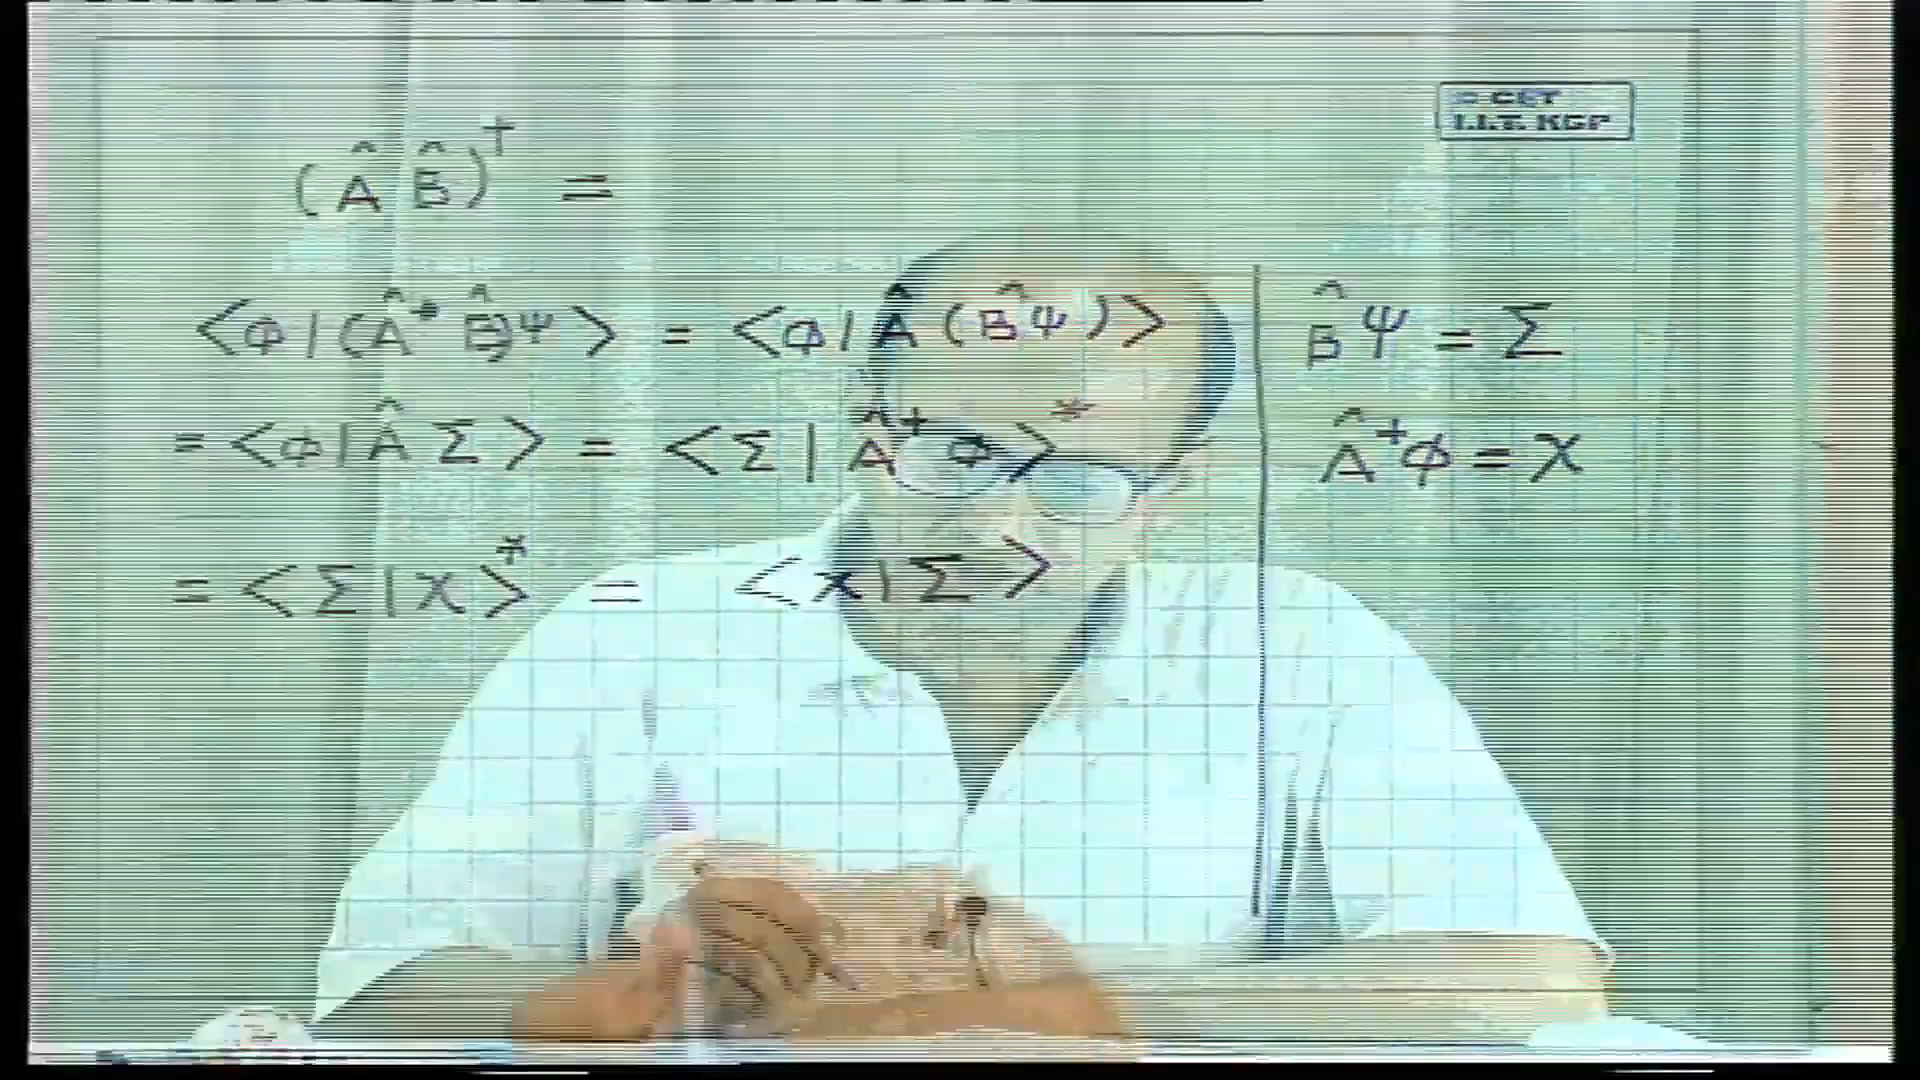 © CET
I.I.T. KGP
(Â B̂)† =
<φ|(Â B̂)ψ> = <φ|Â(B̂ψ)>
B̂ψ = Σ
= <φ|Â Σ> = <Σ|Â†φ>*
†φ = χ
= <Σ|χ>* = <χ|Σ>